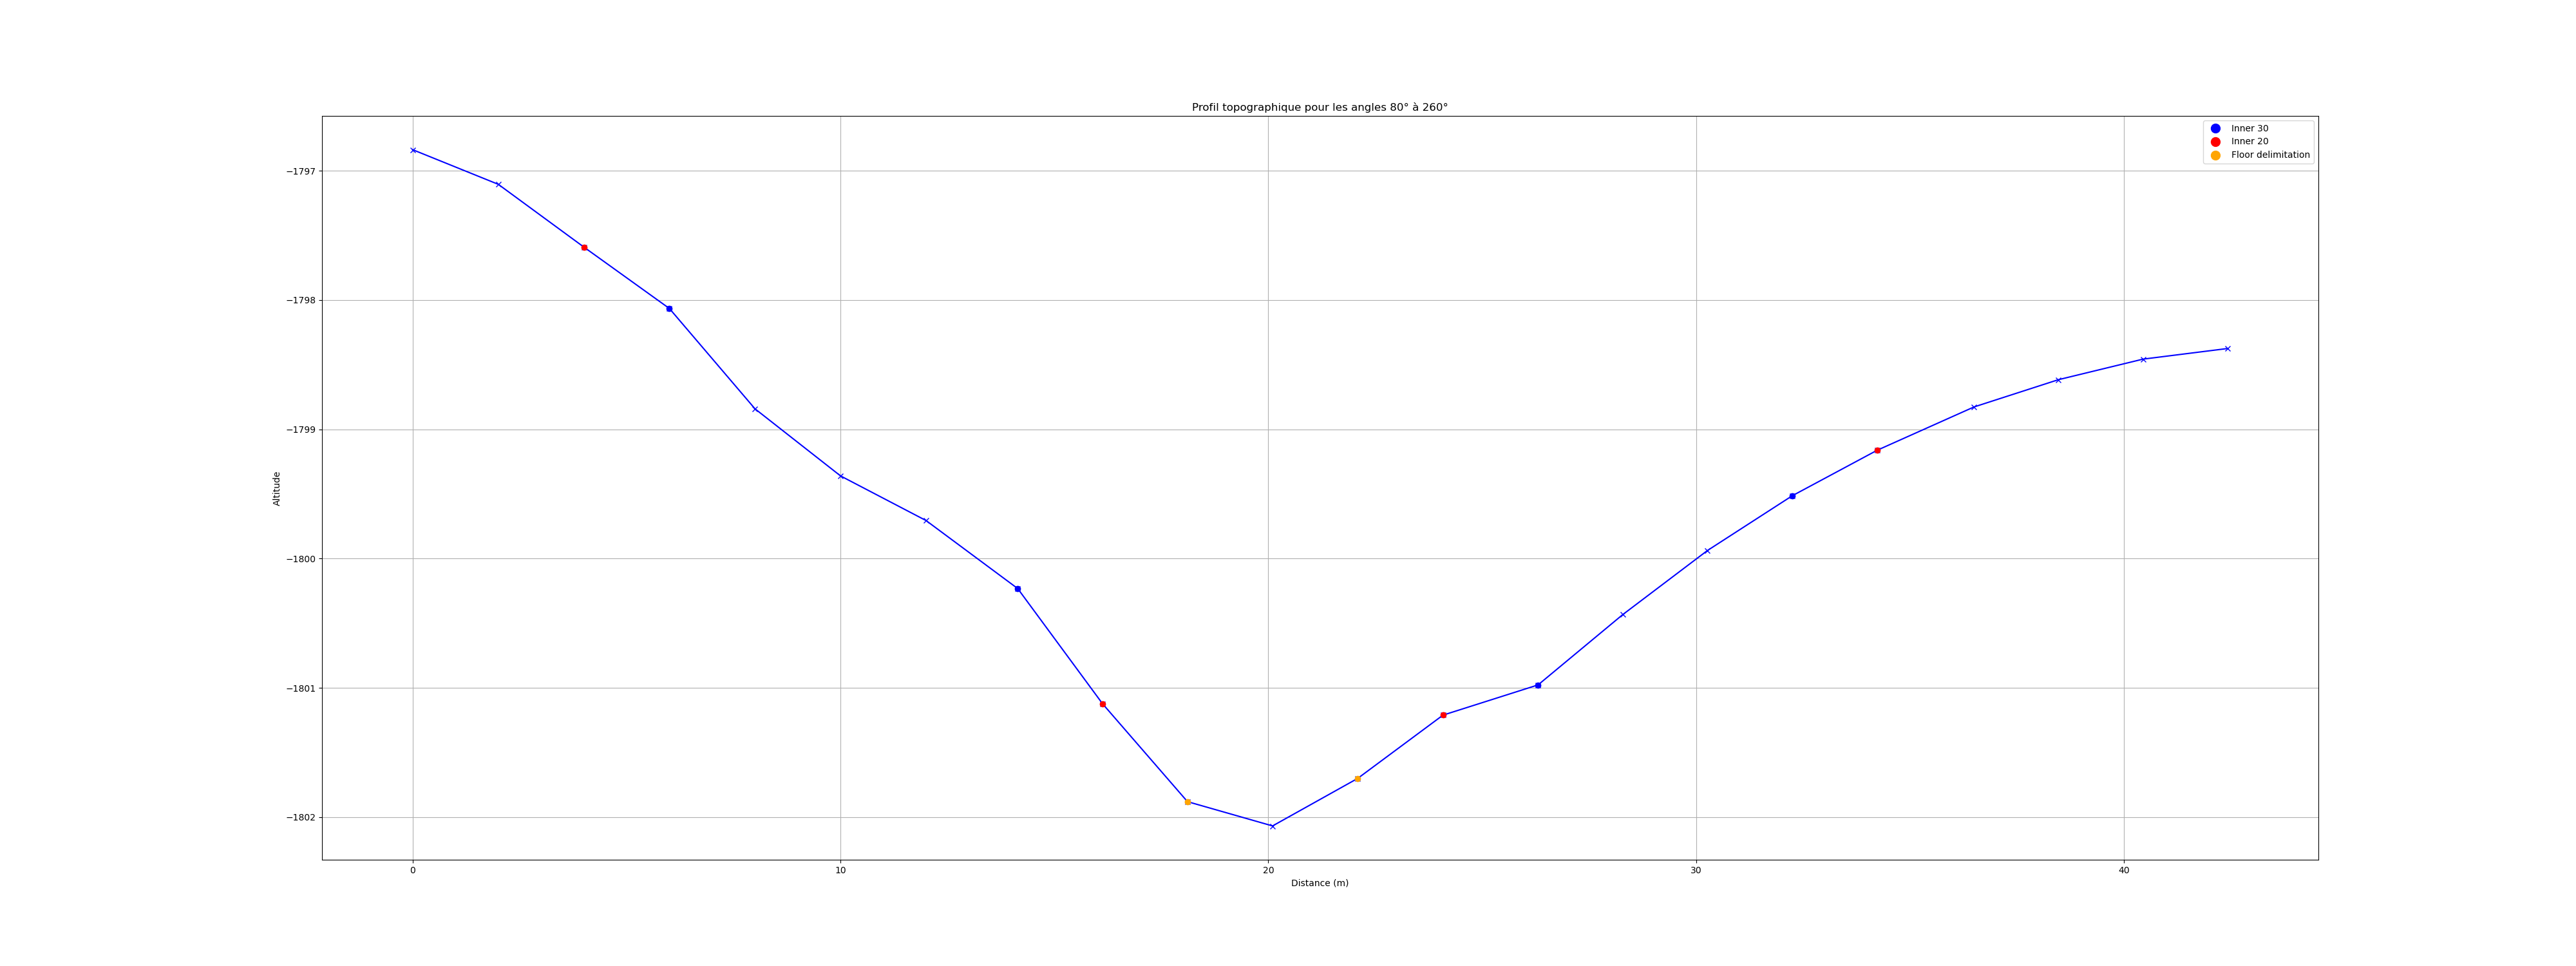 Profil topographique pour les angles 80° à 260°
Inner 30
Inner 20
Floor delimitation
−1797
−1798
−1799
−1800
−1801
−1802
Altitude
0 10 20 30 40
Distance (m)